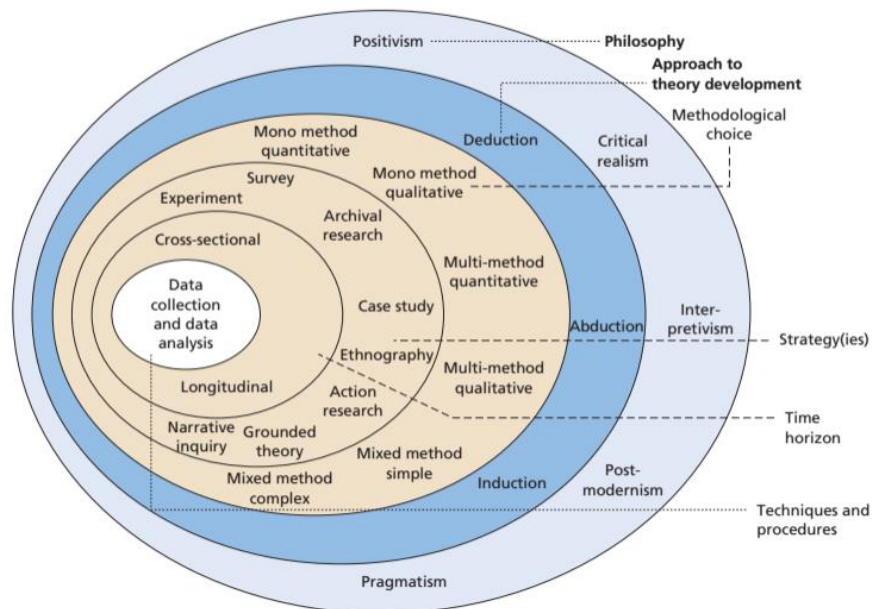 Positivism
Philosophy
Approach to
theory development
Methodological
choice
Mono method
quantitative
Deduction
Critical
realism
Survey
Mono method
qualitative
Experiment
Archival
research
Cross-sectional
Multi-method
quantitative
Data
collection
and data
analysis
Case study
Abduction
Inter-
pretivism
Strategy(ies)
Ethnography
Multi-method
qualitative
Longitudinal
Action
research
Time
horizon
Narrative
inquiry
Grounded
theory
Mixed method
simple
Mixed method
complex
Induction
Post-
modernism
Techniques and
procedures
Pragmatism